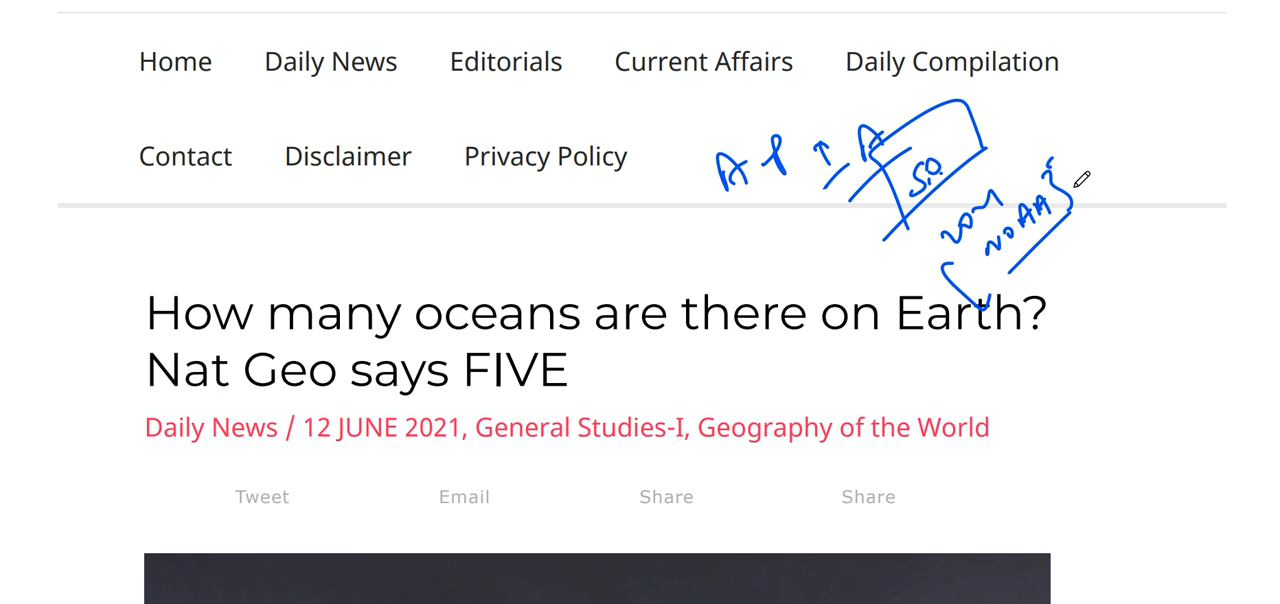 Home Daily News Editorials Current Affairs Daily Compilation
Contact Disclaimer Privacy Policy
A P I A
S.O.
NOAA
How many oceans are there on Earth?
Nat Geo says FIVE
Daily News / 12 JUNE 2021, General Studies-I, Geography of the World
Tweet Email Share Share